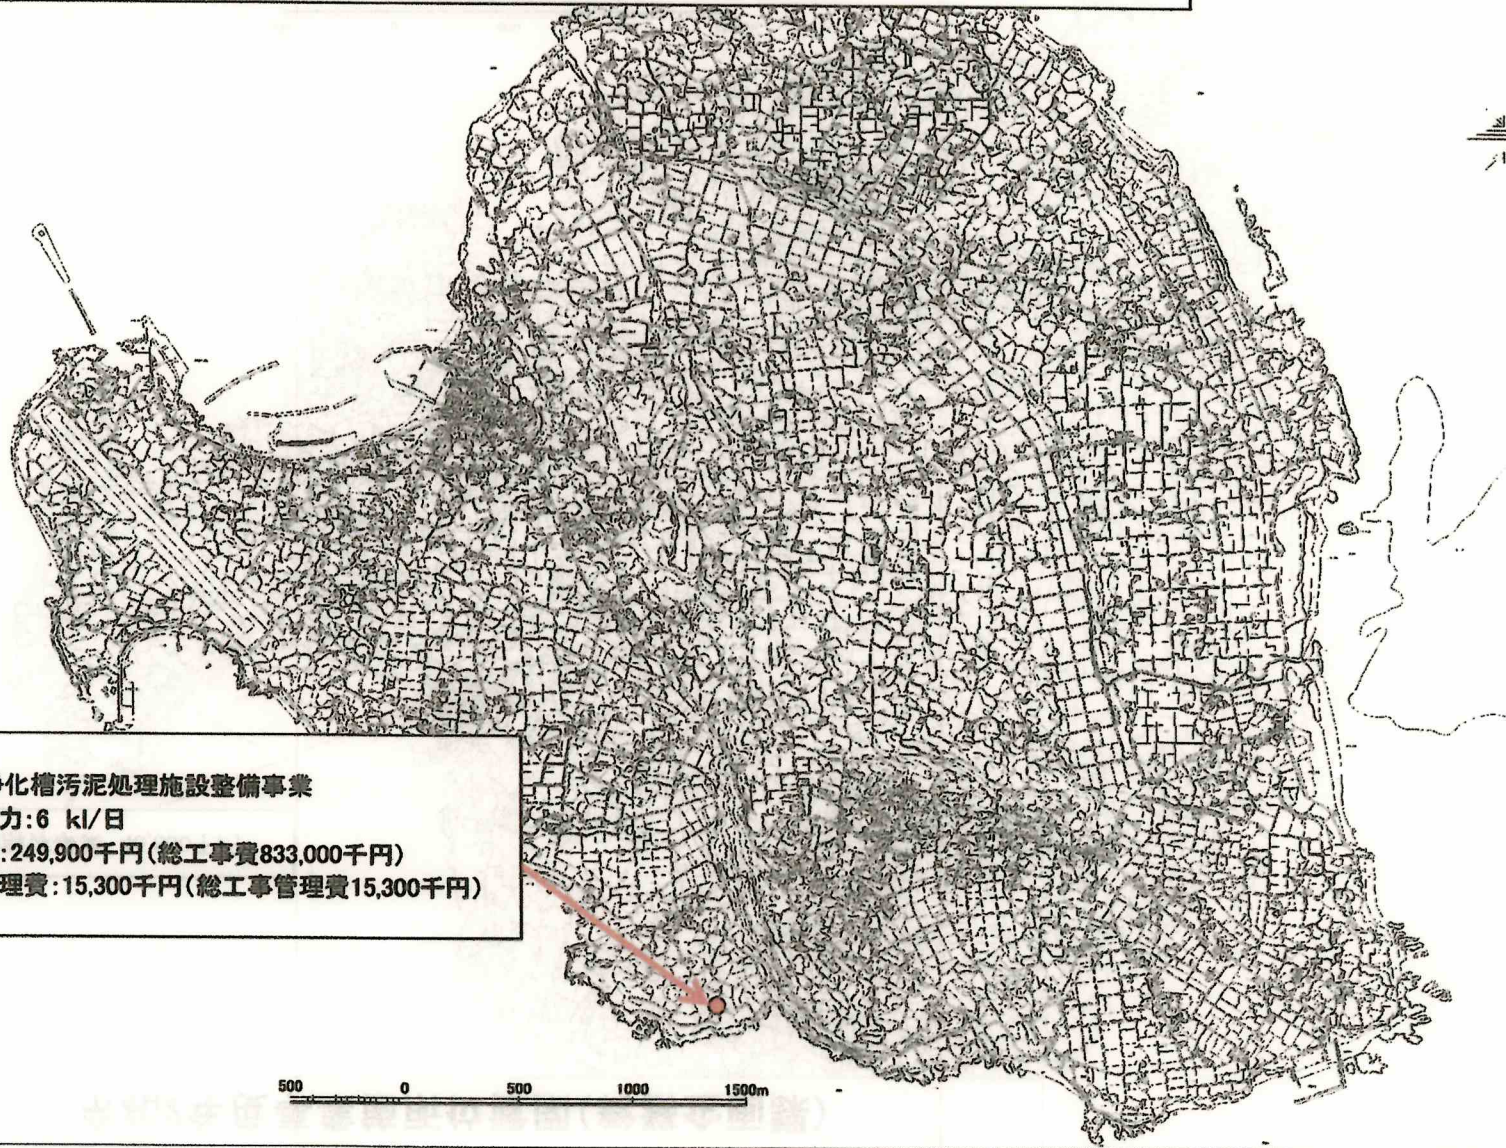 浄化槽汚泥処理施設整備事業
力:6 kl/日
:249,900千円(総工事費833,000千円)
理費:15,300千円(総工事管理費15,300千円)
500 0 500 1000 1500m